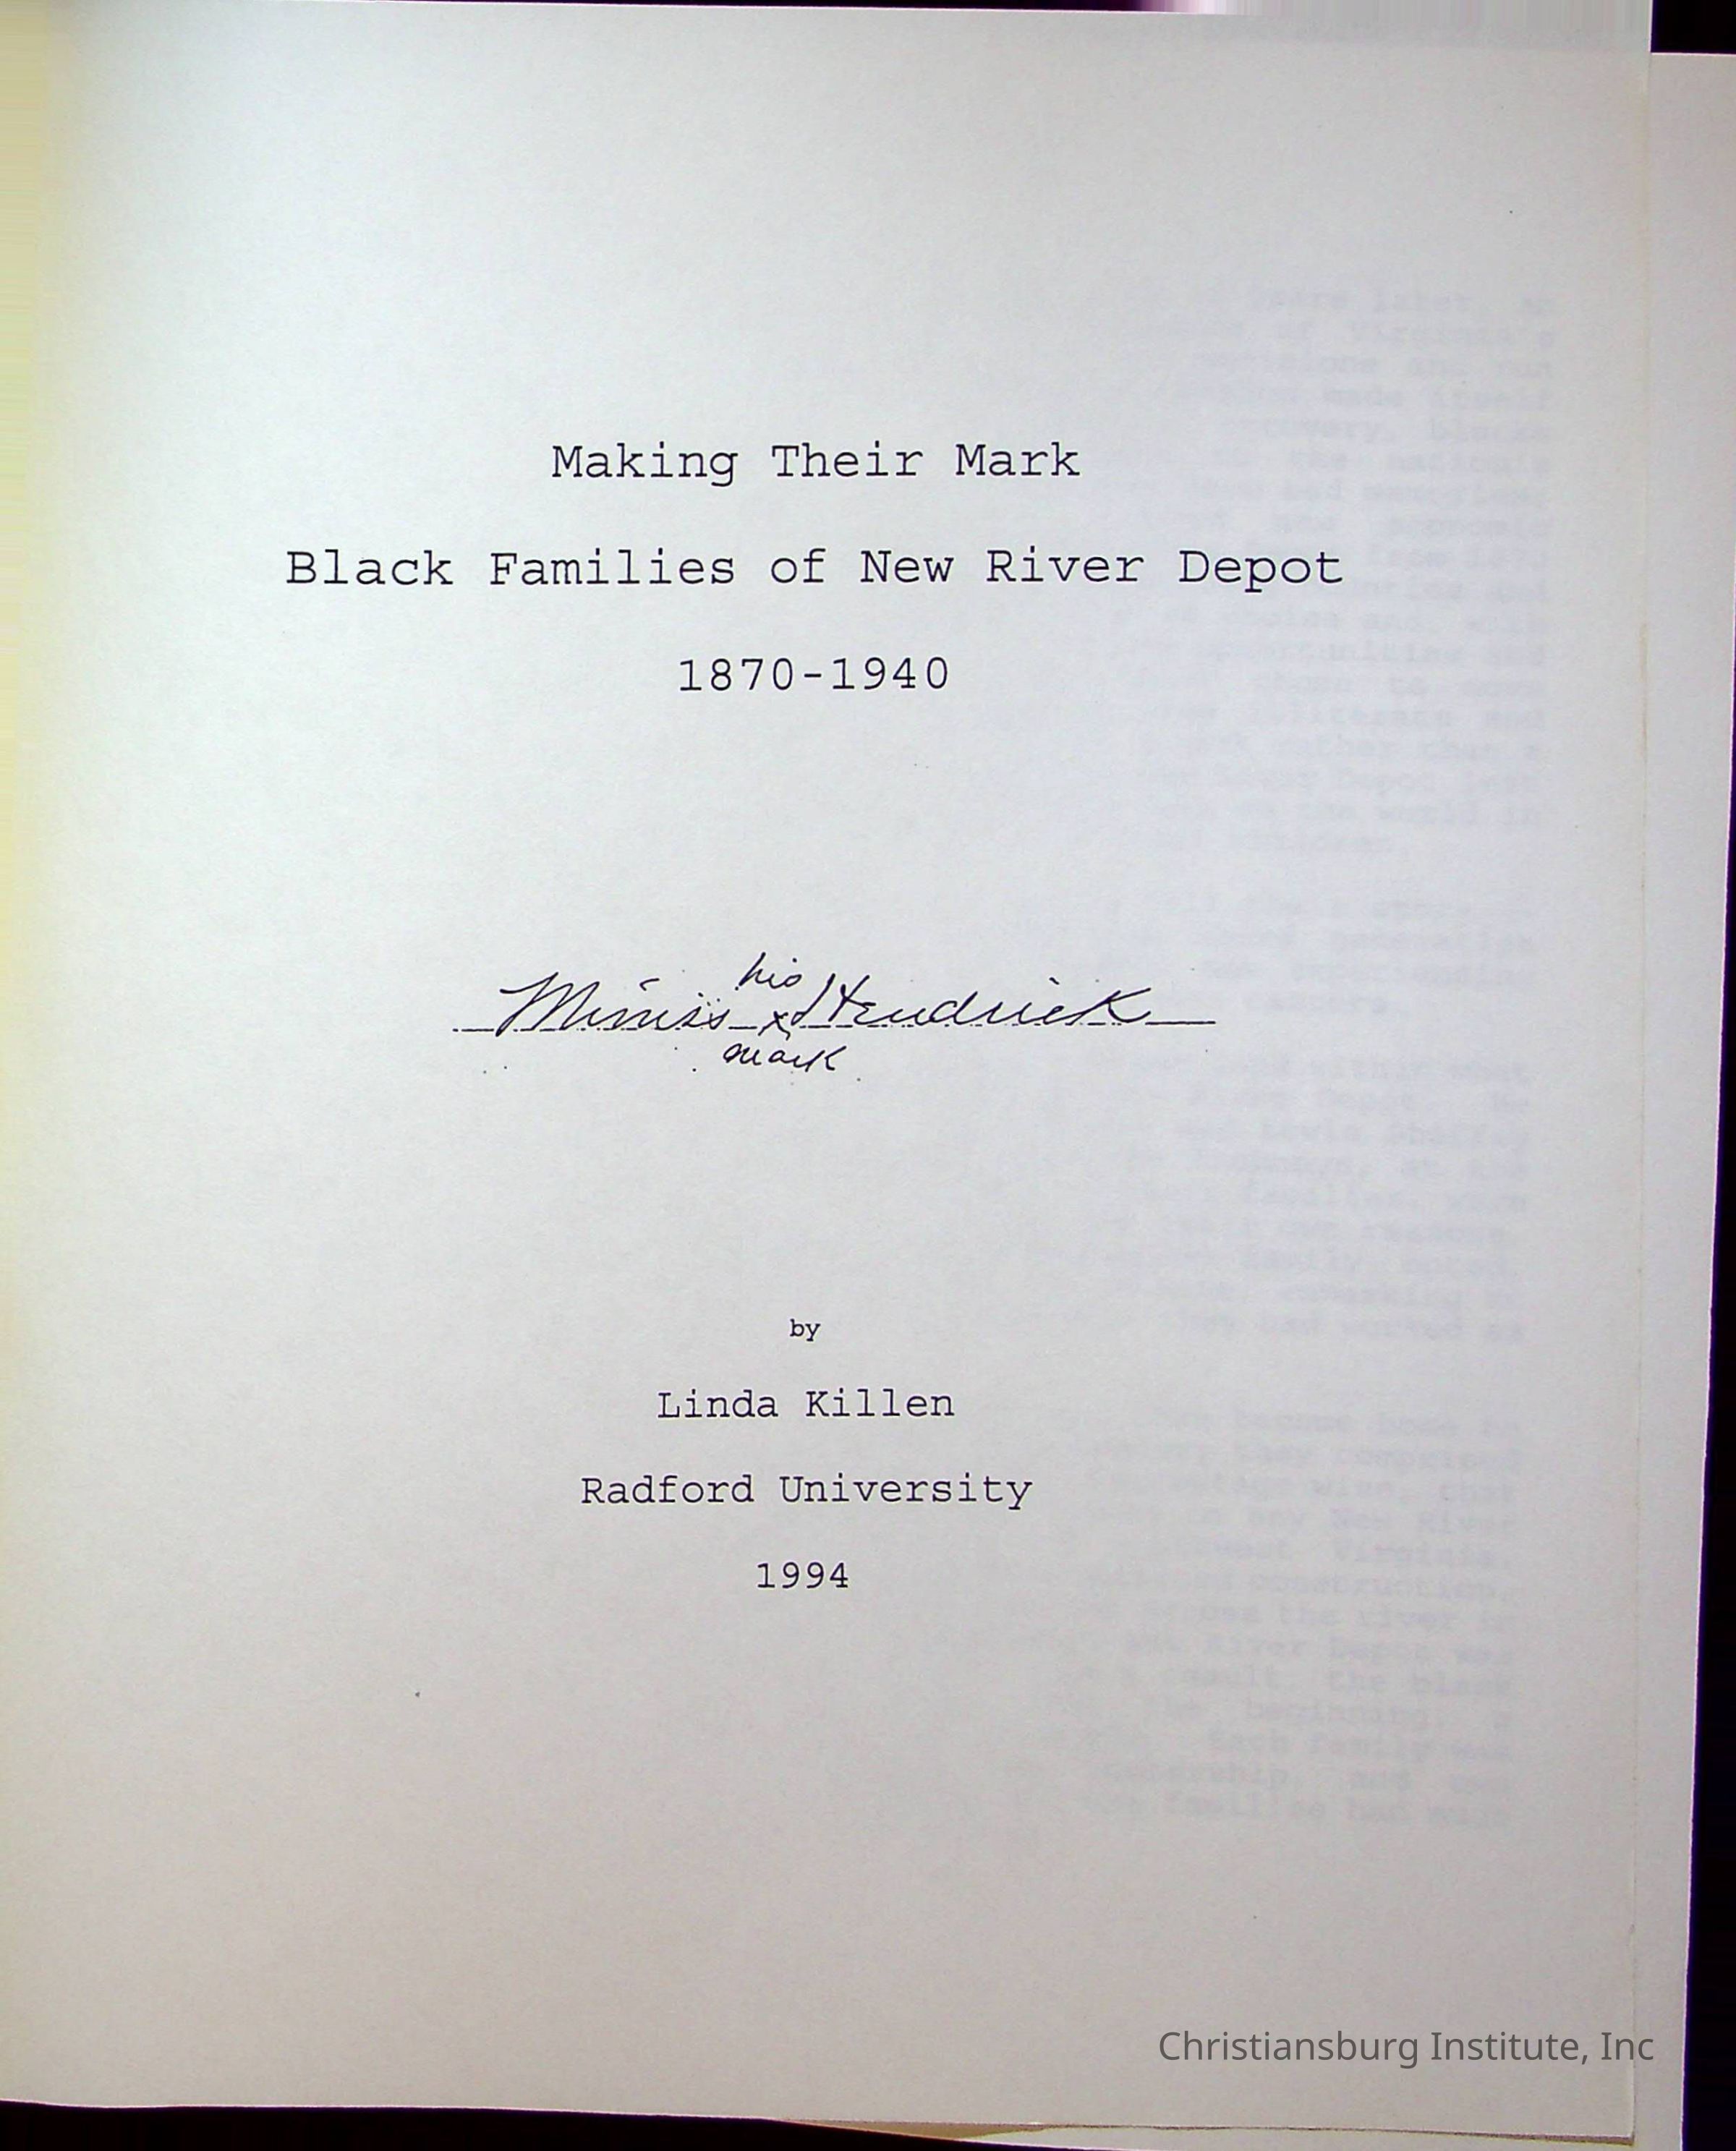 Making Their Mark
Black Families of New River Depot
1870-1940
his
Mimis x Hendrick
mark
by
Linda Killen
Radford University
1994
Christiansburg Institute, Inc